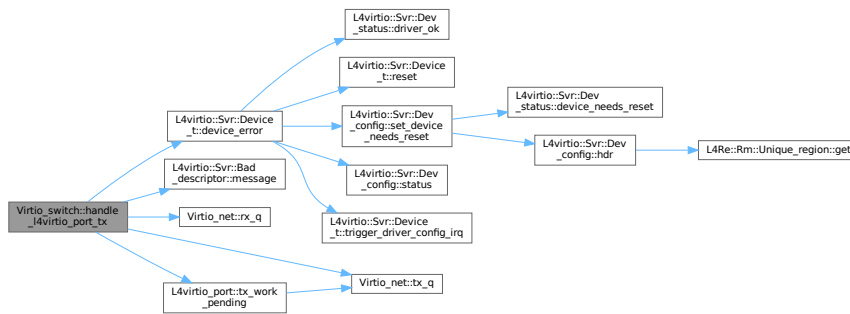 Virtio_switch::handle
_l4virtio_port_tx
L4virtio::Svr::Device
_t::device_error
L4virtio::Svr::Dev
_status::driver_ok
L4virtio::Svr::Device
_t::reset
L4virtio::Svr::Dev
_config::set_device
_needs_reset
L4virtio::Svr::Dev
_status::device_needs_reset
L4virtio::Svr::Dev
_config::hdr
L4Re::Rm::Unique_region::get
L4virtio::Svr::Dev
_config::status
L4virtio::Svr::Device
_t::trigger_driver_config_irq
L4virtio::Svr::Bad
_descriptor::message
Virtio_net::rx_q
Virtio_net::tx_q
L4virtio_port::tx_work
_pending